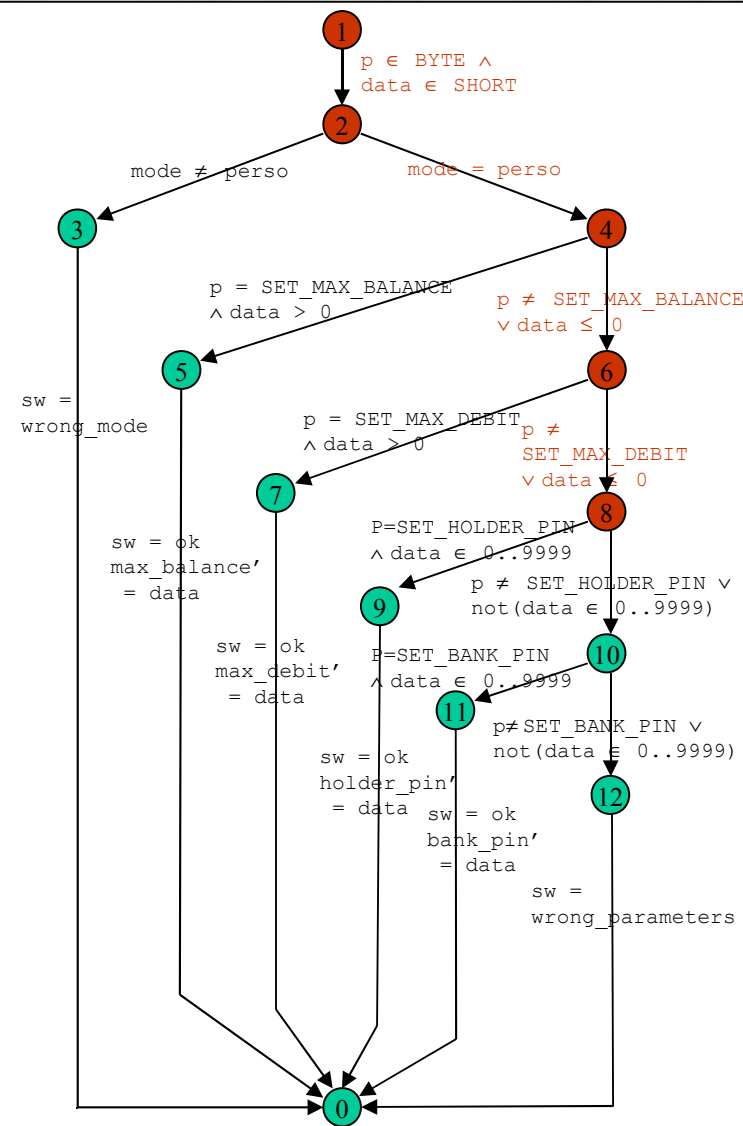 1
p ∈ BYTE ∧
data ∈ SHORT
2
mode ≠ perso
mode = perso
3
4
p = SET_MAX_BALANCE
∧ data > 0
p ≠ SET_MAX_BALANCE
∨ data ≤ 0
5
6
sw =
wrong_mode
p = SET_MAX_DEBIT
∧ data > 0
p ≠
SET_MAX_DEBIT
∨ data ≤ 0
7
8
sw = ok
max_balance’
= data
P=SET_HOLDER_PIN
∧ data ∈ 0..9999
p ≠ SET_HOLDER_PIN ∨
not(data ∈ 0..9999)
9
10
sw = ok
max_debit’
= data
P=SET_BANK_PIN
∧ data ∈ 0..9999
11
p≠ SET_BANK_PIN ∨
not(data ∈ 0..9999)
sw = ok
holder_pin’
= data
12
sw = ok
bank_pin’
= data
sw =
wrong_parameters
0